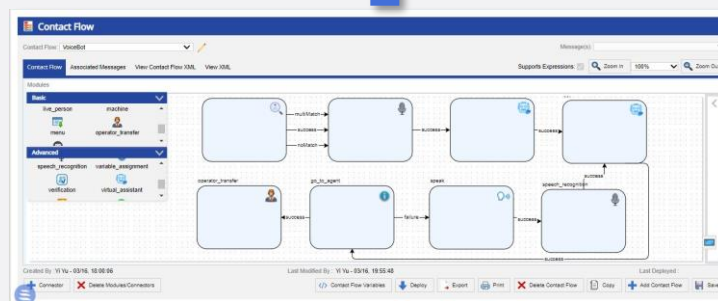 Contact Flow
Contact Flow: VoiceBot
Message(s):
Contact Flow Associated Messages View Contact Flow XML View XML
Supports Expressions: Zoom In 100% Zoom Out
Modules
Basic
live_person machine
menu operator_transfer
Advanced
speech_recognition variable_assignment
verification virtual_assistant
multiMatch
success
noMatch
success
success
success
operator_transfer
go_to_agent
speak
speech_recognition
success
failure
success
success
Created By: Yi Yu - 03/16, 10:00:06
Last Modified By: Yi Yu - 03/16, 19:55:40
Last Deployed:
Connector
Delete Modules/Connectors
Contact Flow Variables
Deploy
Export
Print
Delete Contact Flow
Copy
Add Contact Flow
Save